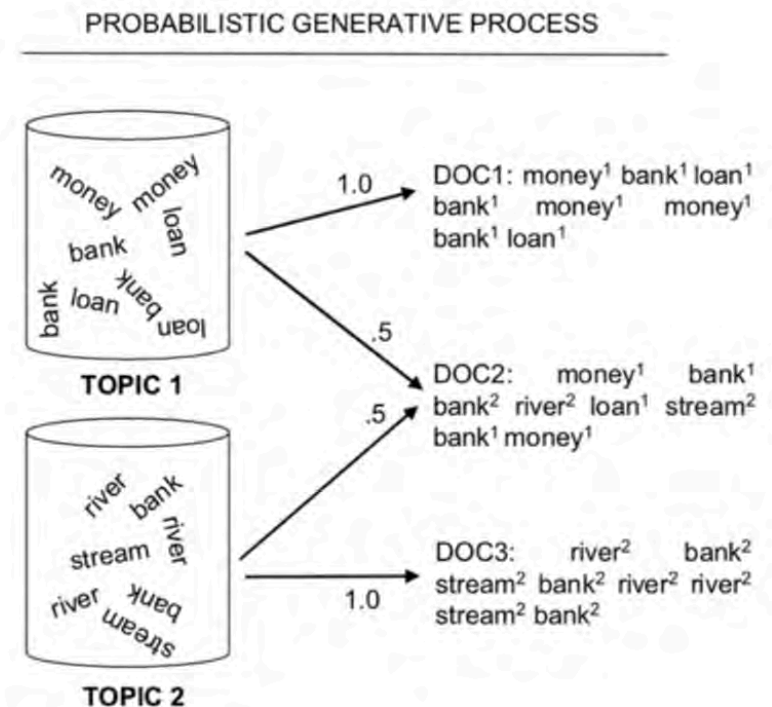 PROBABILISTIC GENERATIVE PROCESS
money
money
loan
bank
bank
loan
bank
loan
TOPIC 1
1.0
.5
DOC1: money¹ bank¹ loan¹
bank¹ money¹ money¹
bank¹ loan¹
DOC2: money¹ bank¹
bank² river² loan¹ stream²
bank¹ money¹
river
bank
river
stream
river
bank
stream
TOPIC 2
.5
1.0
DOC3: river² bank²
stream² bank² river² river²
stream² bank²